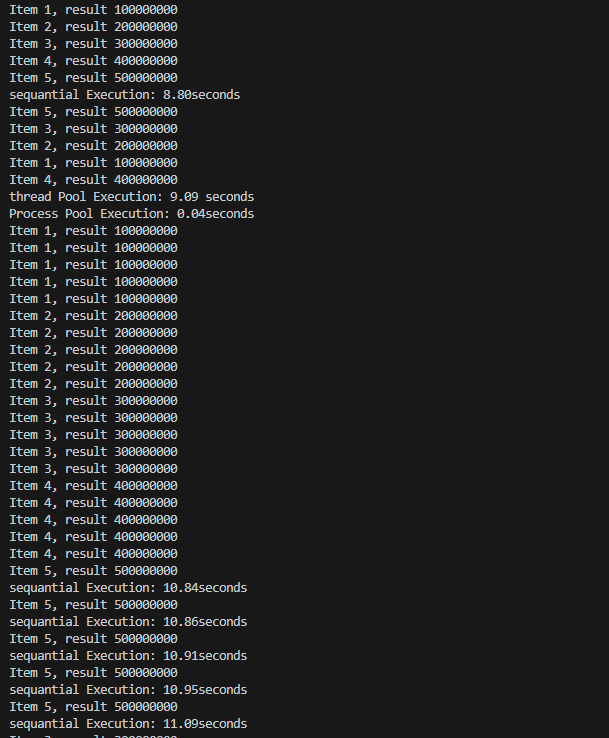 Item 1, result 100000000
Item 2, result 200000000
Item 3, result 300000000
Item 4, result 400000000
Item 5, result 500000000
sequantial Execution: 8.80seconds
Item 5, result 500000000
Item 3, result 300000000
Item 2, result 200000000
Item 1, result 100000000
Item 4, result 400000000
thread Pool Execution: 9.09 seconds
Process Pool Execution: 0.04seconds
Item 1, result 100000000
Item 1, result 100000000
Item 1, result 100000000
Item 1, result 100000000
Item 1, result 100000000
Item 2, result 200000000
Item 2, result 200000000
Item 2, result 200000000
Item 2, result 200000000
Item 2, result 200000000
Item 3, result 300000000
Item 3, result 300000000
Item 3, result 300000000
Item 3, result 300000000
Item 3, result 300000000
Item 4, result 400000000
Item 4, result 400000000
Item 4, result 400000000
Item 4, result 400000000
Item 4, result 400000000
Item 5, result 500000000
sequantial Execution: 10.84seconds
Item 5, result 500000000
sequantial Execution: 10.86seconds
Item 5, result 500000000
sequantial Execution: 10.91seconds
Item 5, result 500000000
sequantial Execution: 10.95seconds
Item 5, result 500000000
sequantial Execution: 11.09seconds